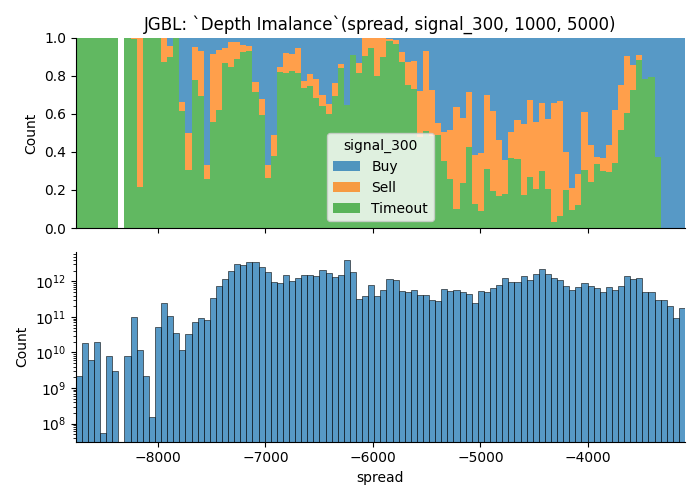 JGBL: `Depth Imalance`(spread, signal_300, 1000, 5000)
1.0
0.8
0.6
0.4
0.2
0.0
Count
signal_300
Buy
Sell
Timeout
10¹²
10¹¹
10¹⁰
10⁹
10⁸
Count
−8000 −7000 −6000 −5000 −4000
spread